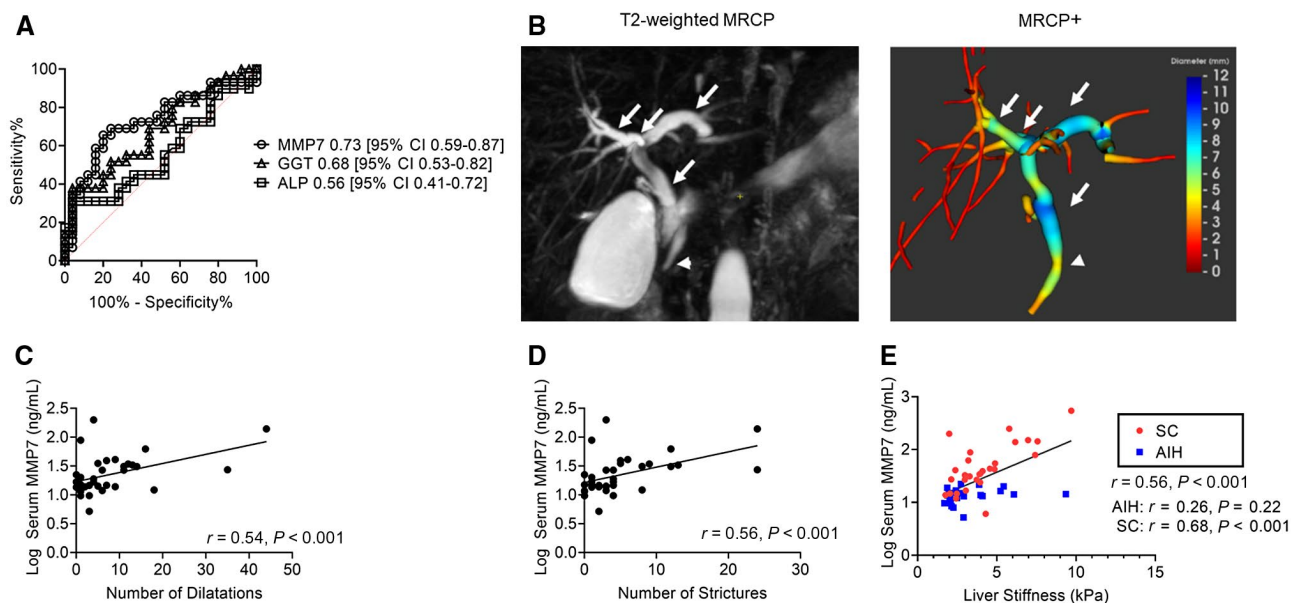 A
Sensitivity%
100
80
60
40
20
0
0 20 40 60 80 100
100% - Specificity%
MMP7 0.73 [95% CI 0.59-0.87]
GGT 0.68 [95% CI 0.53-0.82]
ALP 0.56 [95% CI 0.41-0.72]
B
T2-weighted MRCP
MRCP+
Diameter (mm)
12
11
10
9
8
7
6
5
4
3
2
1
0
C
Log Serum MMP7 (ng/mL)
2.5
2.0
1.5
1.0
0.5
0.0
0 10 20 30 40 50
r = 0.54, P < 0.001
Number of Dilatations
D
Log Serum MMP7 (ng/mL)
2.5
2.0
1.5
1.0
0.5
0.0
0 10 20 30
r = 0.56, P < 0.001
Number of Strictures
E
Log Serum MMP7 (ng/mL)
3
2
1
0
0 5 10 15
Liver Stiffness (kPa)
SC
AIH
r = 0.56, P < 0.001
AIH: r = 0.26, P = 0.22
SC: r = 0.68, P < 0.001